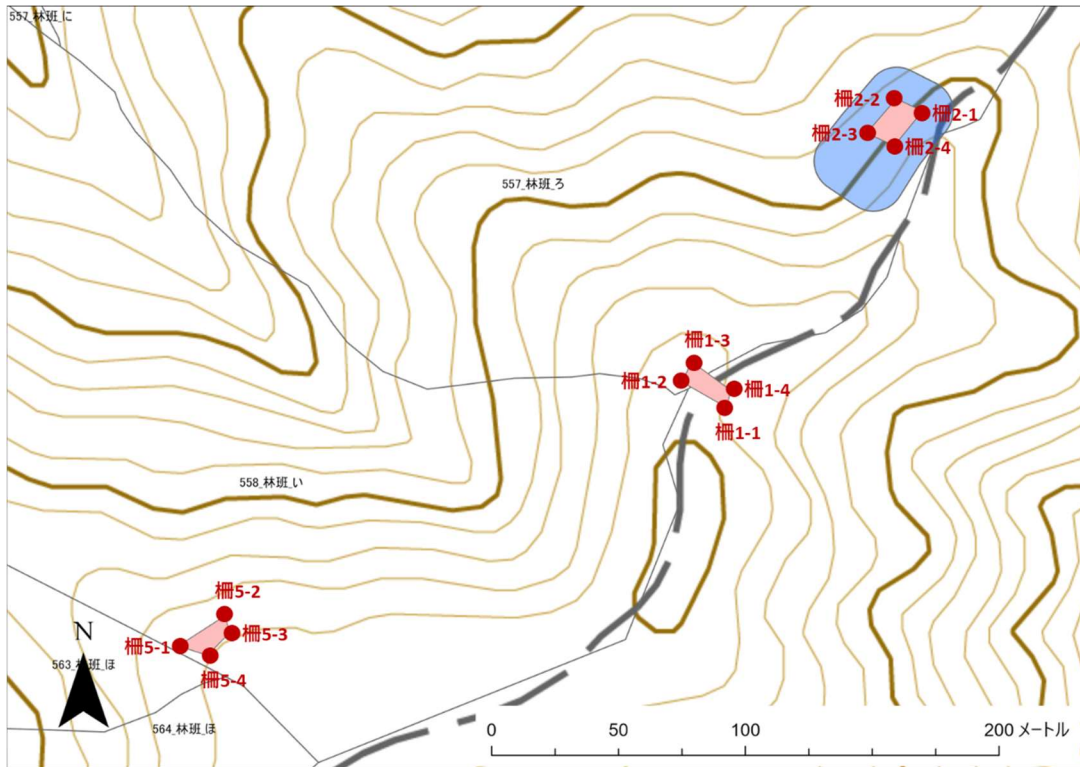 557_林班_に
柵2-2
柵2-1
柵2-3
柵2-4
557_林班_ろ
柵1-3
柵1-2
柵1-4
柵1-1
558_林班_い
柵5-2
N
柵5-3
柵5-1
563_林班_ほ
柵5-4
564_林班_ほ
0 50 100 200 メートル